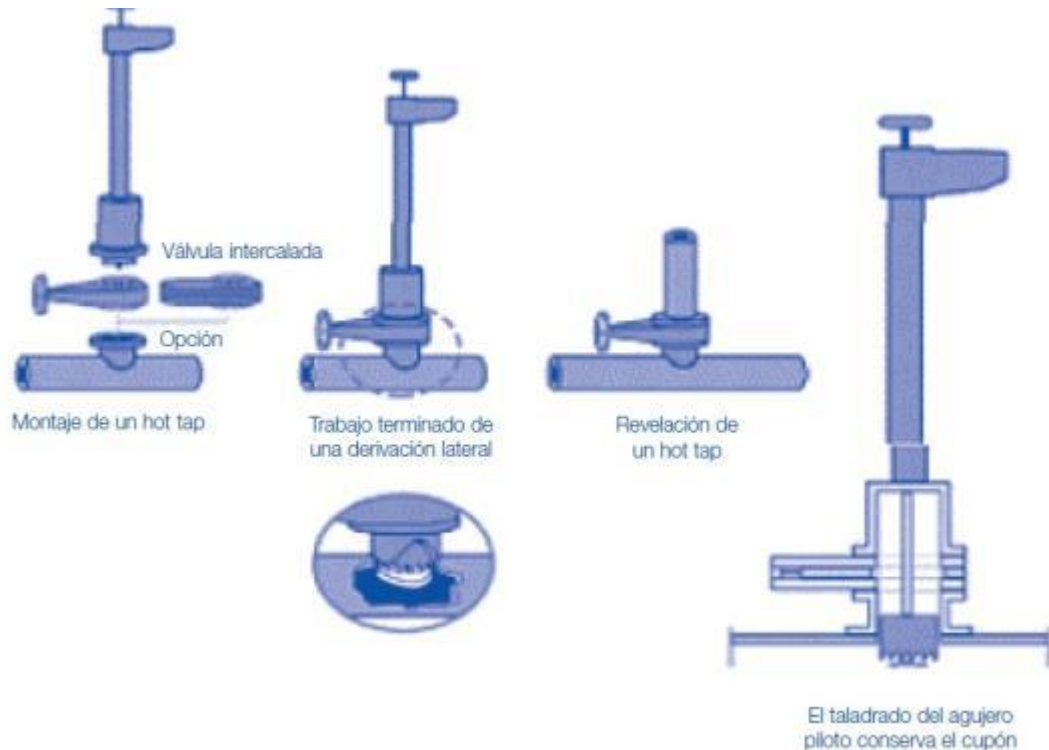 Válvula intercalada
Opción
Montaje de un hot tap
Trabajo terminado de
una derivación lateral
Revelación de
un hot tap
El taladrado del agujero
piloto conserva el cupón